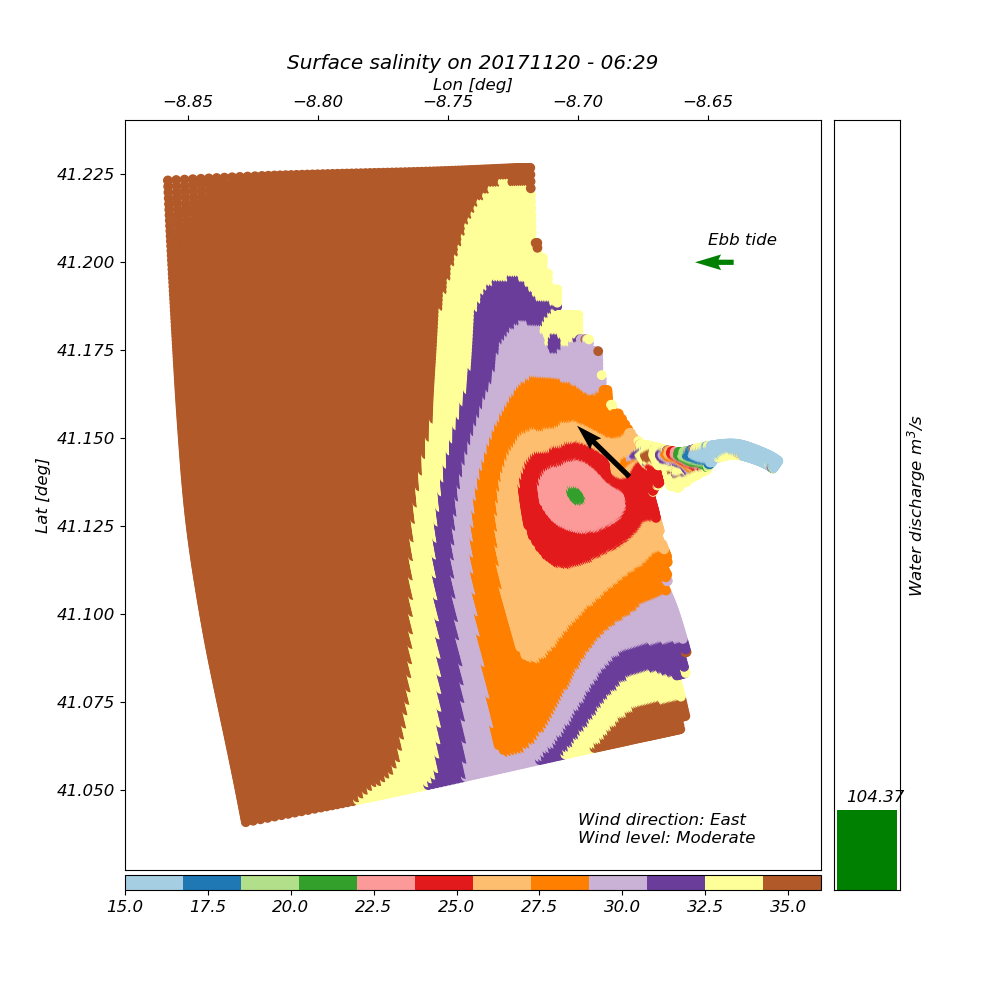 Surface salinity on 20171120 - 06:29
Lon [deg]
−8.85 −8.80 −8.75 −8.70 −8.65
41.225
41.200
41.175
41.150
41.125
41.100
41.075
41.050
Lat [deg]
Ebb tide
Wind direction: East
Wind level: Moderate
Water discharge m³/s
104.37
15.0 17.5 20.0 22.5 25.0 27.5 30.0 32.5 35.0